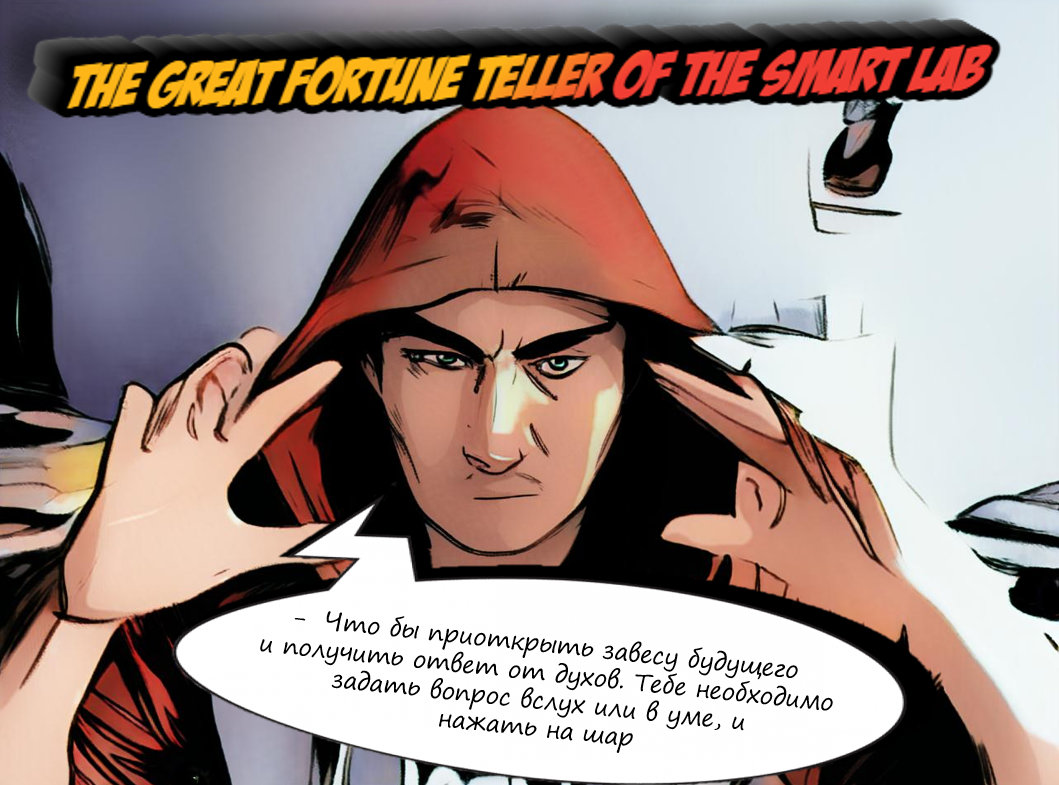 THE GREAT FORTUNE TELLER OF THE SMART LAB
- Что бы приоткрыть завесу будущего
и получить ответ от духов. Тебе необходимо
задать вопрос вслух или в уме, и
нажать на шар